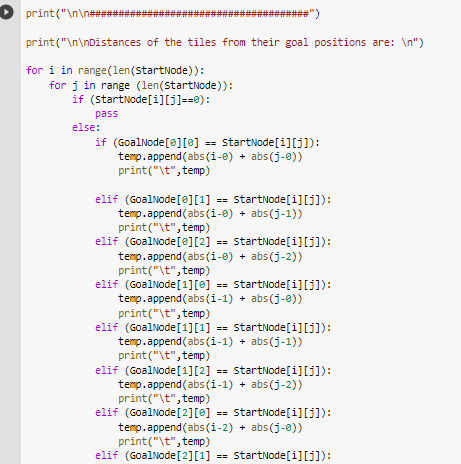 print("\n\n#####################################")
print("\n\nDistances of the tiles from their goal positions are: \n")
for i in range(len(StartNode)):
    for j in range (len(StartNode)):
        if (StartNode[i][j]==0):
            pass
        else:
            if (GoalNode[0][0] == StartNode[i][j]):
                temp.append(abs(i-0) + abs(j-0))
                print("\t",temp)
            elif (GoalNode[0][1] == StartNode[i][j]):
                temp.append(abs(i-0) + abs(j-1))
                print("\t",temp)
            elif (GoalNode[0][2] == StartNode[i][j]):
                temp.append(abs(i-0) + abs(j-2))
                print("\t",temp)
            elif (GoalNode[1][0] == StartNode[i][j]):
                temp.append(abs(i-1) + abs(j-0))
                print("\t",temp)
            elif (GoalNode[1][1] == StartNode[i][j]):
                temp.append(abs(i-1) + abs(j-1))
                print("\t",temp)
            elif (GoalNode[1][2] == StartNode[i][j]):
                temp.append(abs(i-1) + abs(j-2))
                print("\t",temp)
            elif (GoalNode[2][0] == StartNode[i][j]):
                temp.append(abs(i-2) + abs(j-0))
                print("\t",temp)
            elif (GoalNode[2][1] == StartNode[i][j]):